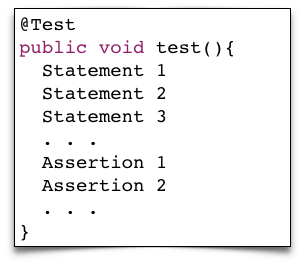 @Test
public void test(){
  Statement 1
  Statement 2
  Statement 3
  . . .
  Assertion 1
  Assertion 2
  . . .
}